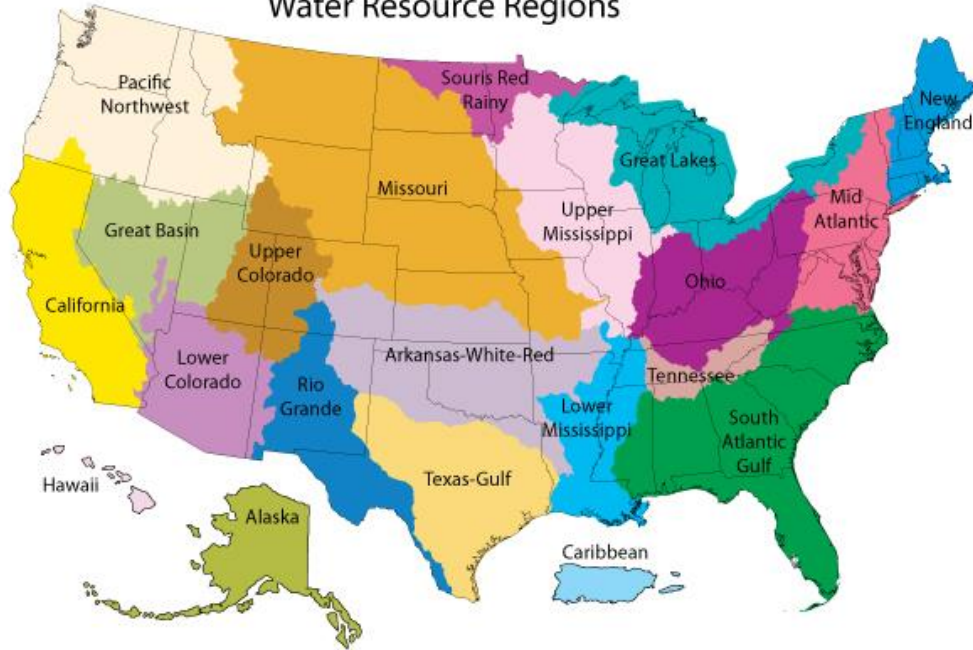 Water Resource Regions
Pacific
Northwest
Souris Red
Rainy
New
England
Great Lakes
Missouri
Mid
Atlantic
Upper
Mississippi
Great Basin
Upper
Colorado
Ohio
California
Lower
Colorado
Arkansas-White-Red
Tennessee
Rio
Grande
Lower
Mississippi
South
Atlantic
Gulf
Texas-Gulf
Hawaii
Alaska
Caribbean